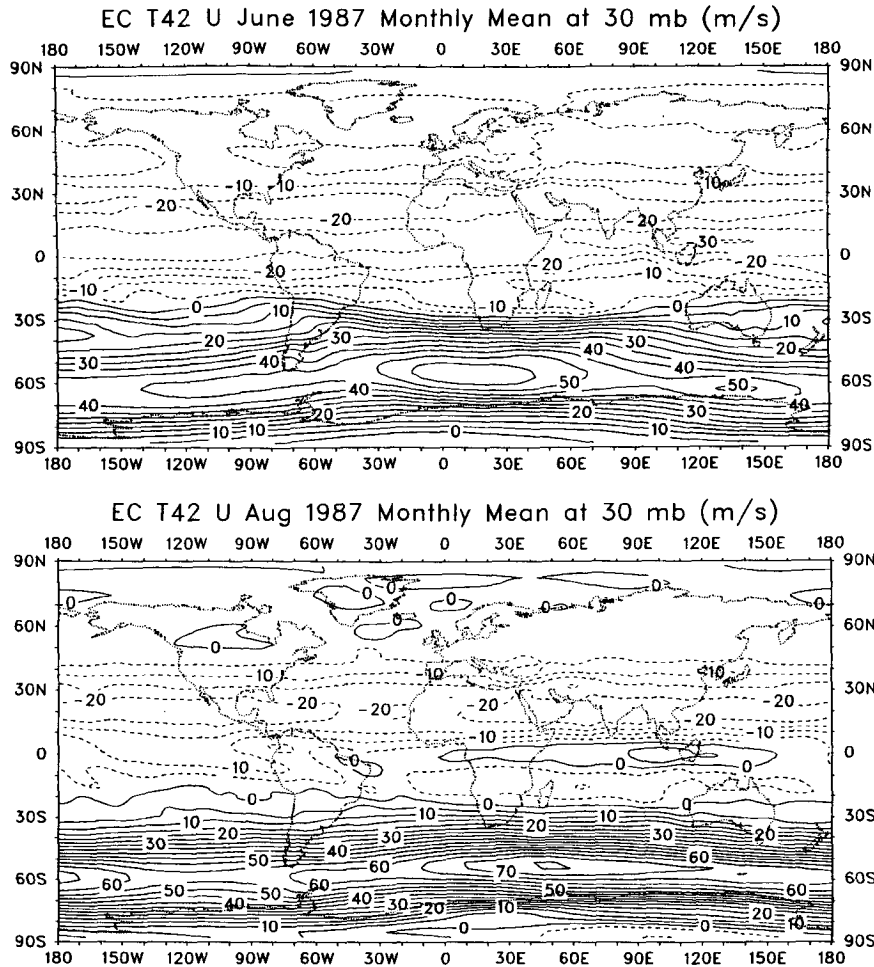 EC T42 U June 1987 Monthly Mean at 30 mb (m/s)
180 150W 120W 90W 60W 30W 0 30E 60E 90E 120E 150E 180
90N 90N
60N 60N
30N 30N
0 0
30S 30S
60S 60S
90S 90S
-10 -10 -10
-20 -20 -20
-30
-20 -20
-10 0 10 -10 0 10
20 30 20
30 40 40 30
50 50
40 40 40
20 20 30
10 10 0 10
180 150W 120W 90W 60W 30W 0 30E 60E 90E 120E 150E 180
EC T42 U Aug 1987 Monthly Mean at 30 mb (m/s)
180 150W 120W 90W 60W 30W 0 30E 60E 90E 120E 150E 180
90N 90N
60N 60N
30N 30N
0 0
30S 30S
60S 60S
90S 90S
0 0 0 0 0 0
0 0
-10 -10 -10
-20 -20 -20 -20
-10 -10
-10 0 0 0
0 0 0
10 10 10 10
20 20 20 20
30 30 30 30
50 40 40
60 60
70
60 50 50 60 50 60
40 40 30 40
20 20 30
10 0 10 0 10
180 150W 120W 90W 60W 30W 0 30E 60E 90E 120E 150E 180